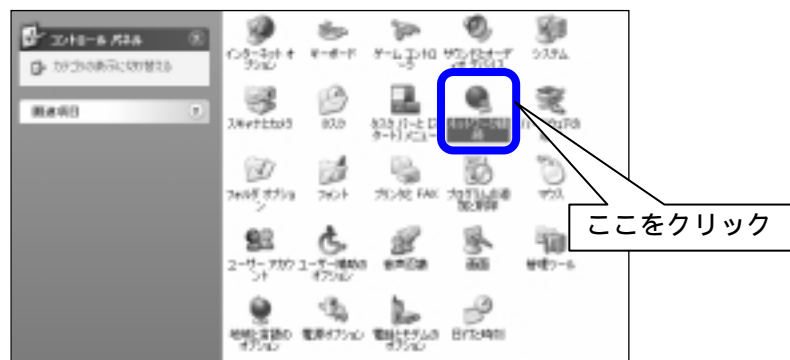 コントロール パネル
カテゴリの表示に切り替える
関連項目
インターネット オプション
キーボード
ゲーム コントローラ
サウンドとオーディオ デバイス
システム
スキャナとカメラ
タスク
タスク バーと [スタート] メニュー
ネットワーク接続
フォルダ オプション
フォント
プリンタと FAX
プログラムの追加と削除
マウス
ユーザー アカウント
ユーザー補助のオプション
音声認識
画面
管理ツール
地域と言語のオプション
電源オプション
電話とモデムのオプション
日付と時刻
ここをクリック